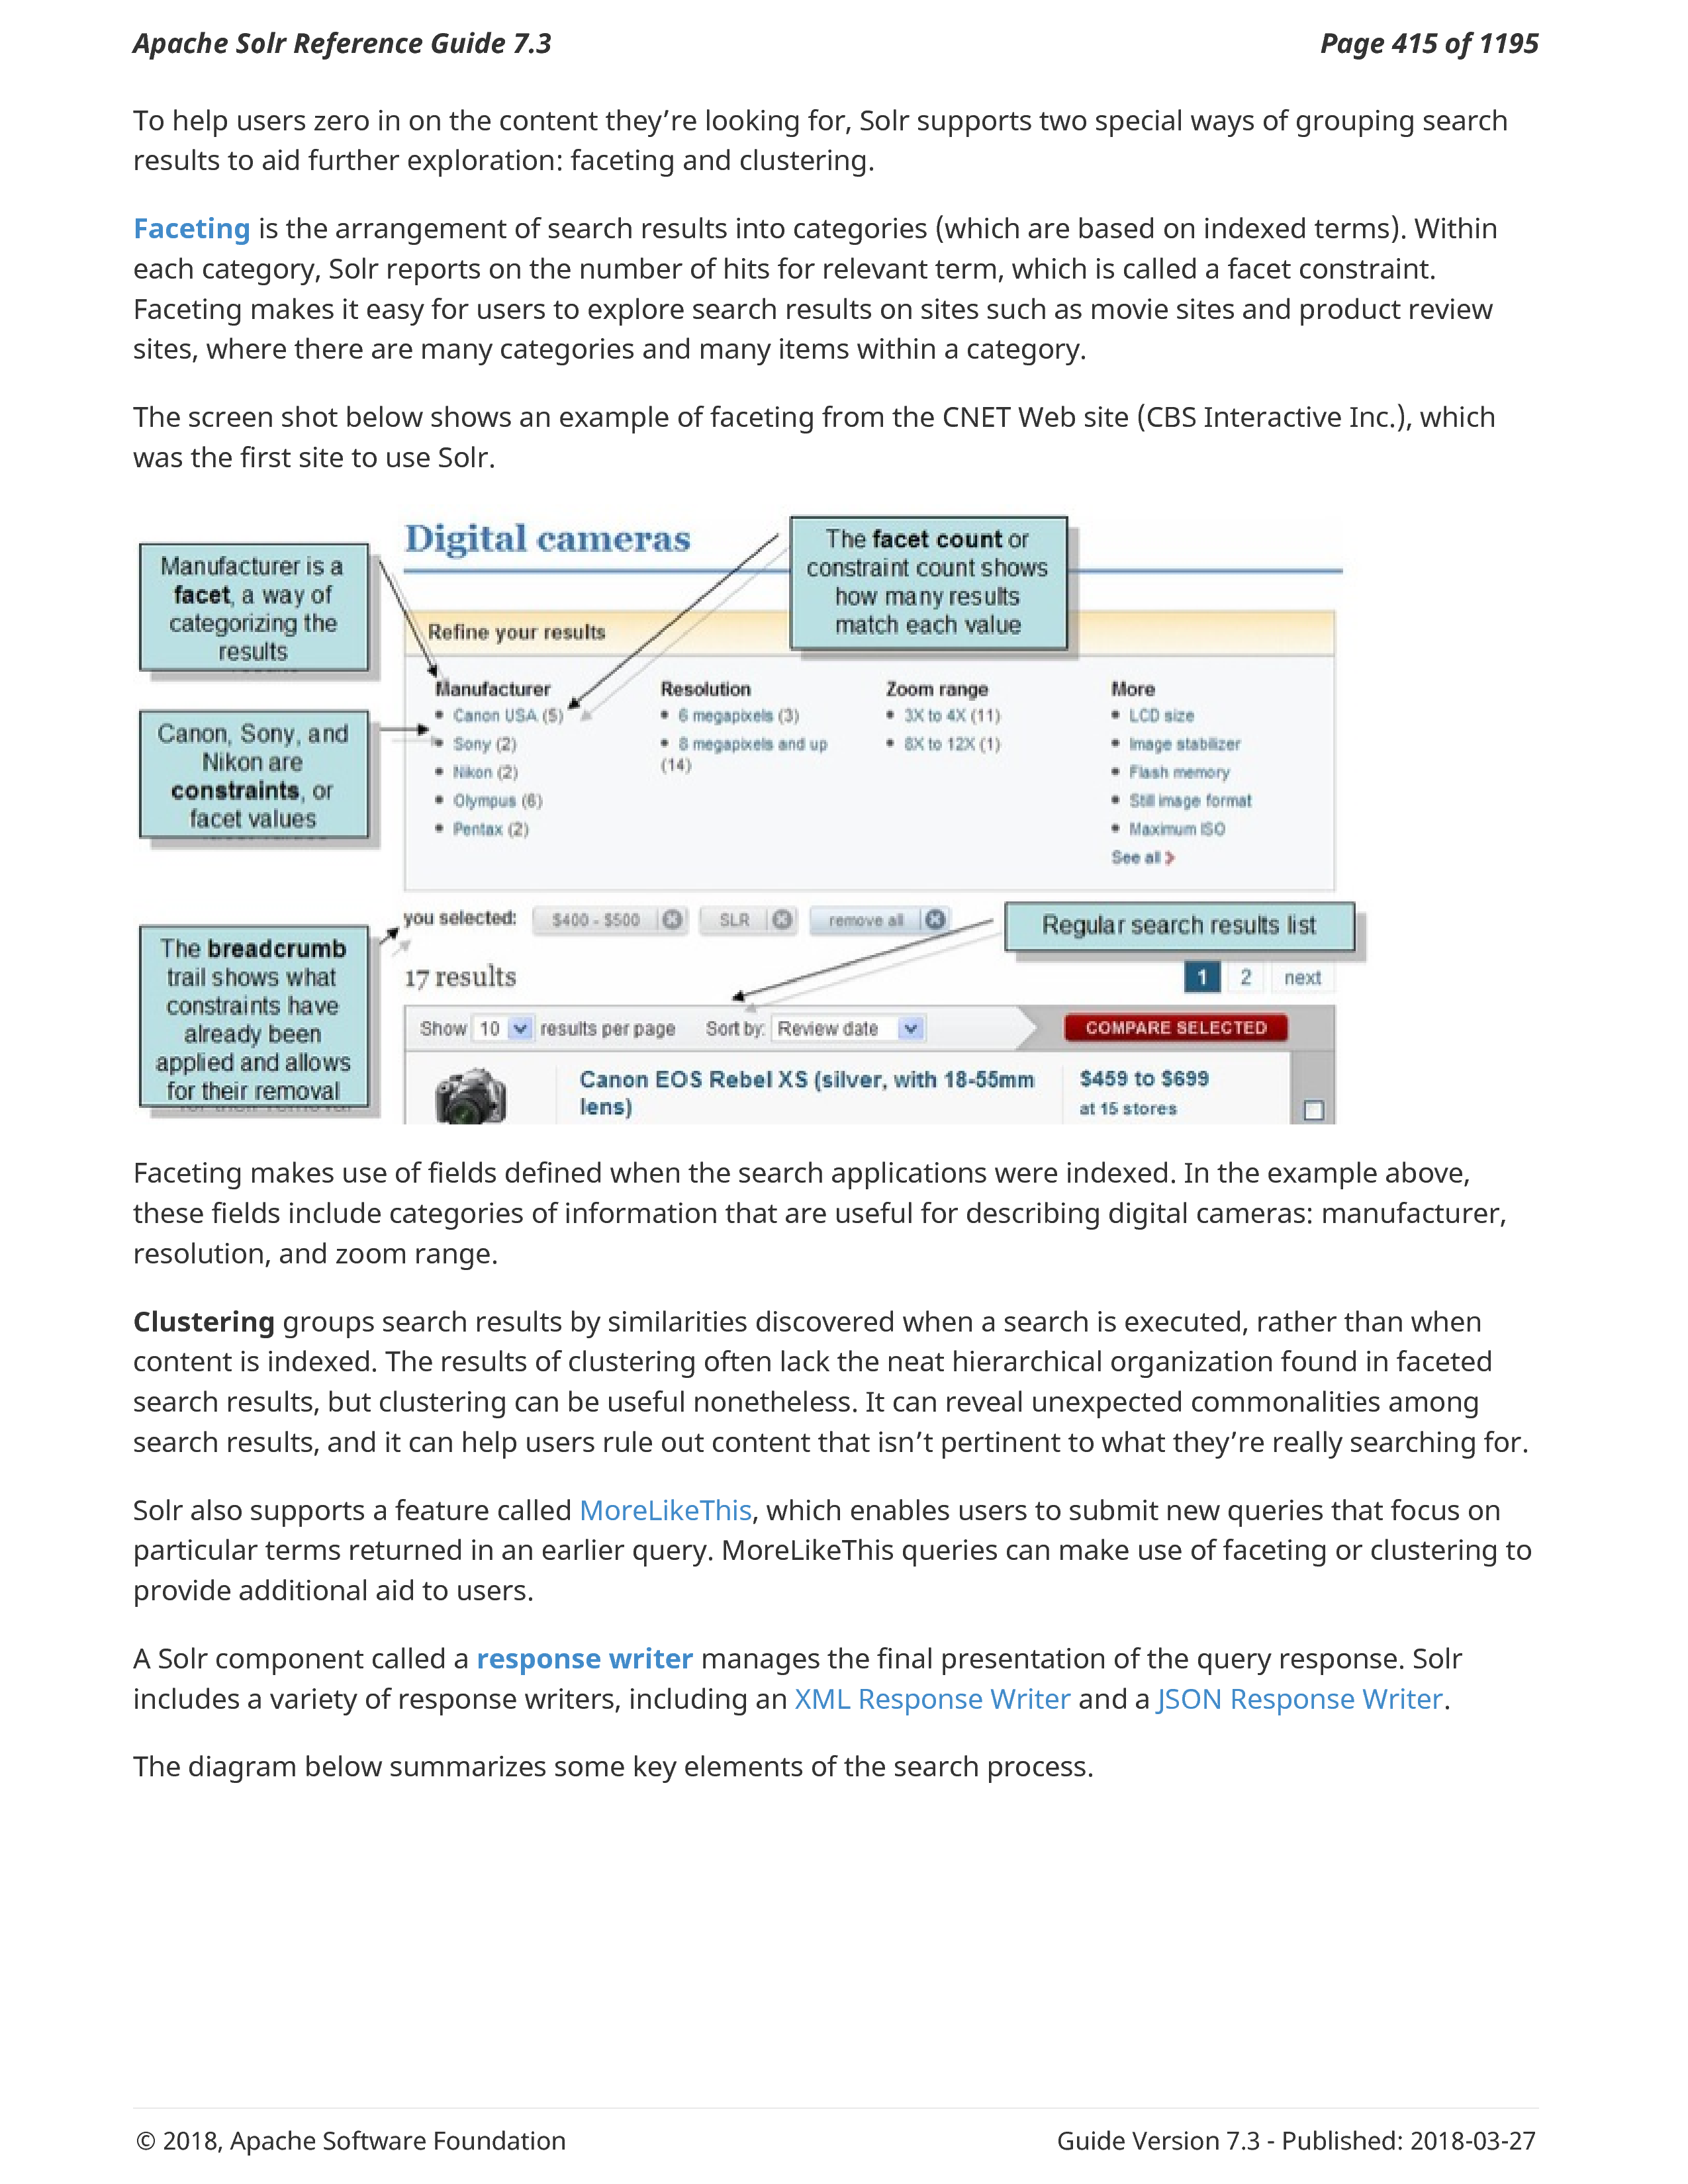 Apache Solr Reference Guide 7.3
Page 415 of 1195
To help users zero in on the content they’re looking for, Solr supports two special ways of grouping search
results to aid further exploration: faceting and clustering.
Faceting is the arrangement of search results into categories (which are based on indexed terms). Within
each category, Solr reports on the number of hits for relevant term, which is called a facet constraint.
Faceting makes it easy for users to explore search results on sites such as movie sites and product review
sites, where there are many categories and many items within a category.
The screen shot below shows an example of faceting from the CNET Web site (CBS Interactive Inc.), which
was the first site to use Solr.
Digital cameras
The facet count or
constraint count shows
how many results
match each value
Manufacturer is a
facet, a way of
categorizing the
results
Refine your results
Manufacturer
Canon USA (5)
Sony (2)
Nikon (2)
Olympus (6)
Pentax (2)
Resolution
6 megapixels (3)
8 megapixels and up
(14)
Zoom range
3X to 4X (11)
8X to 12X (1)
More
LCD size
Image stabilizer
Flash memory
Still image format
Maximum ISO
See all
Canon, Sony, and
Nikon are
constraints, or
facet values
you selected: $400 - $500 SLR remove all
Regular search results list
The breadcrumb
trail shows what
constraints have
already been
applied and allows
for their removal
17 results
1 2 next
Show 10 results per page Sort by: Review date COMPARE SELECTED
Canon EOS Rebel XS (silver, with 18-55mm
lens)
$459 to $699
at 15 stores
Faceting makes use of fields defined when the search applications were indexed. In the example above,
these fields include categories of information that are useful for describing digital cameras: manufacturer,
resolution, and zoom range.
Clustering groups search results by similarities discovered when a search is executed, rather than when
content is indexed. The results of clustering often lack the neat hierarchical organization found in faceted
search results, but clustering can be useful nonetheless. It can reveal unexpected commonalities among
search results, and it can help users rule out content that isn’t pertinent to what they’re really searching for.
Solr also supports a feature called MoreLikeThis, which enables users to submit new queries that focus on
particular terms returned in an earlier query. MoreLikeThis queries can make use of faceting or clustering to
provide additional aid to users.
A Solr component called a response writer manages the final presentation of the query response. Solr
includes a variety of response writers, including an XML Response Writer and a JSON Response Writer.
The diagram below summarizes some key elements of the search process.
© 2018, Apache Software Foundation
Guide Version 7.3 - Published: 2018-03-27